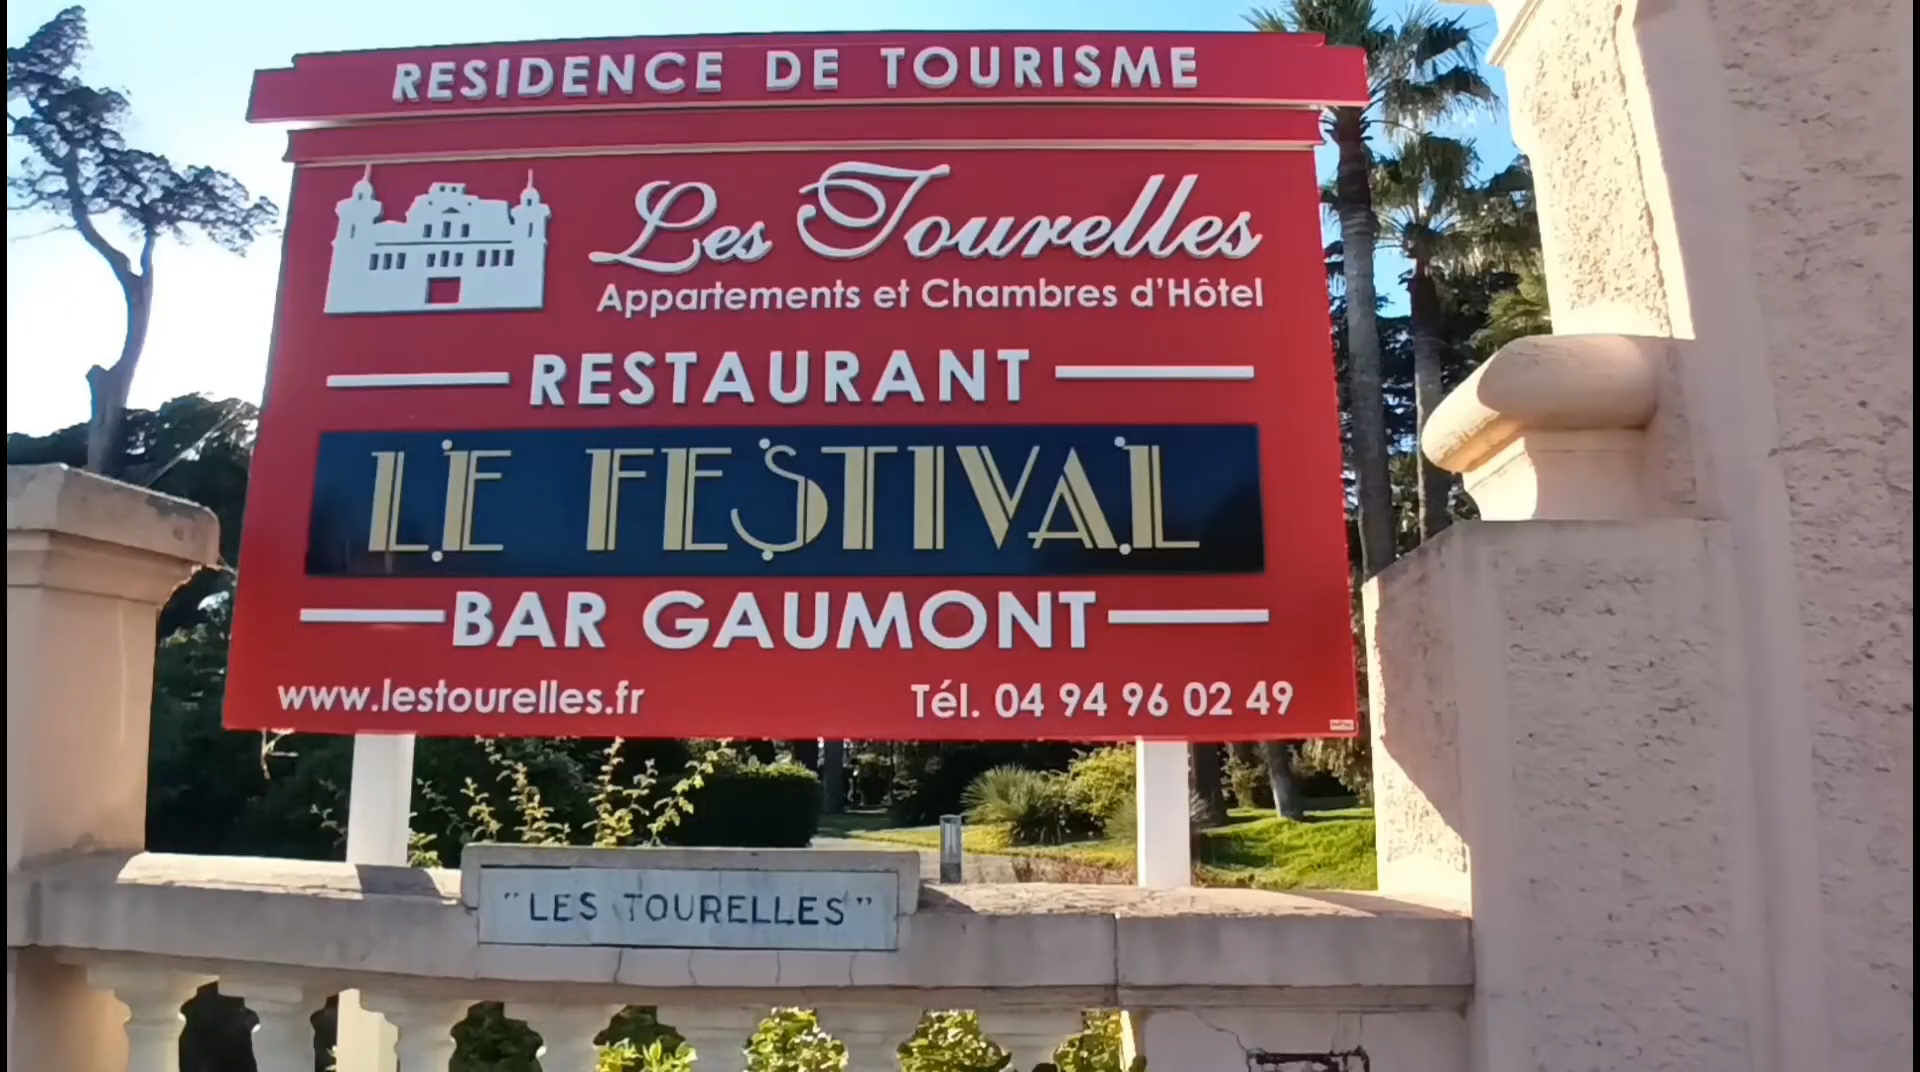 RESIDENCE DE TOURISME
Les Tourelles
Appartements et Chambres d'Hôtel
RESTAURANT
LE FESTIVAL
BAR GAUMONT
www.lestourelles.fr
Tél. 04 94 96 02 49
"LES TOURELLES"